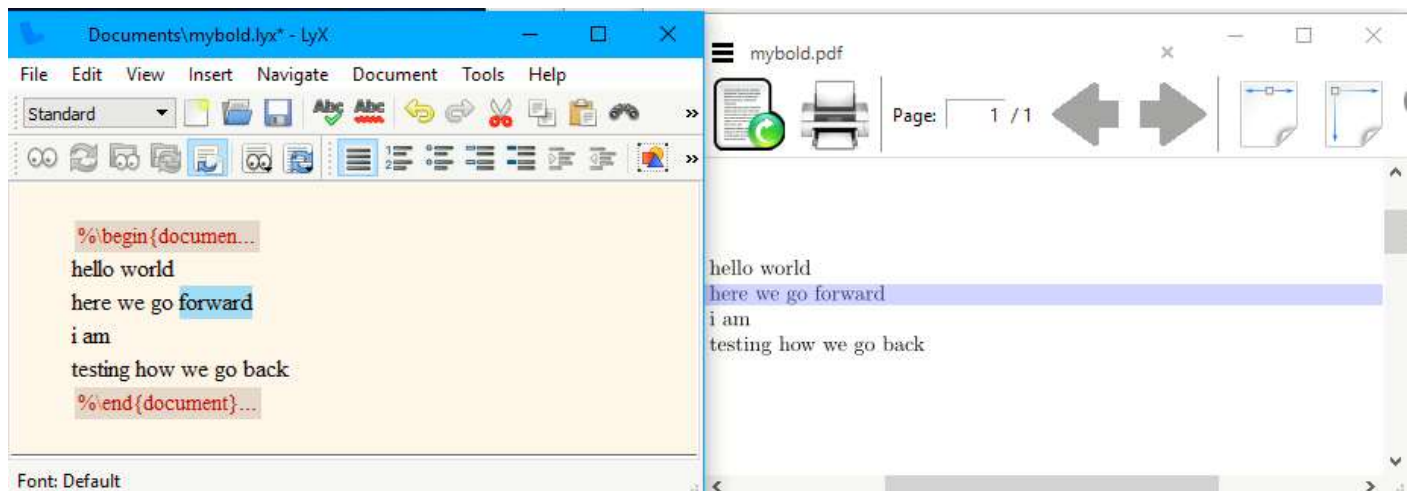 Documents\mybold.lyx* - LyX
File Edit View Insert Navigate Document Tools Help
Standard
Abc Abc
»
»
%\begin{documen...
hello world
here we go forward
i am
testing how we go back
%\end{document}...
Font: Default
mybold.pdf
Page: 1 / 1
hello world
here we go forward
i am
testing how we go back